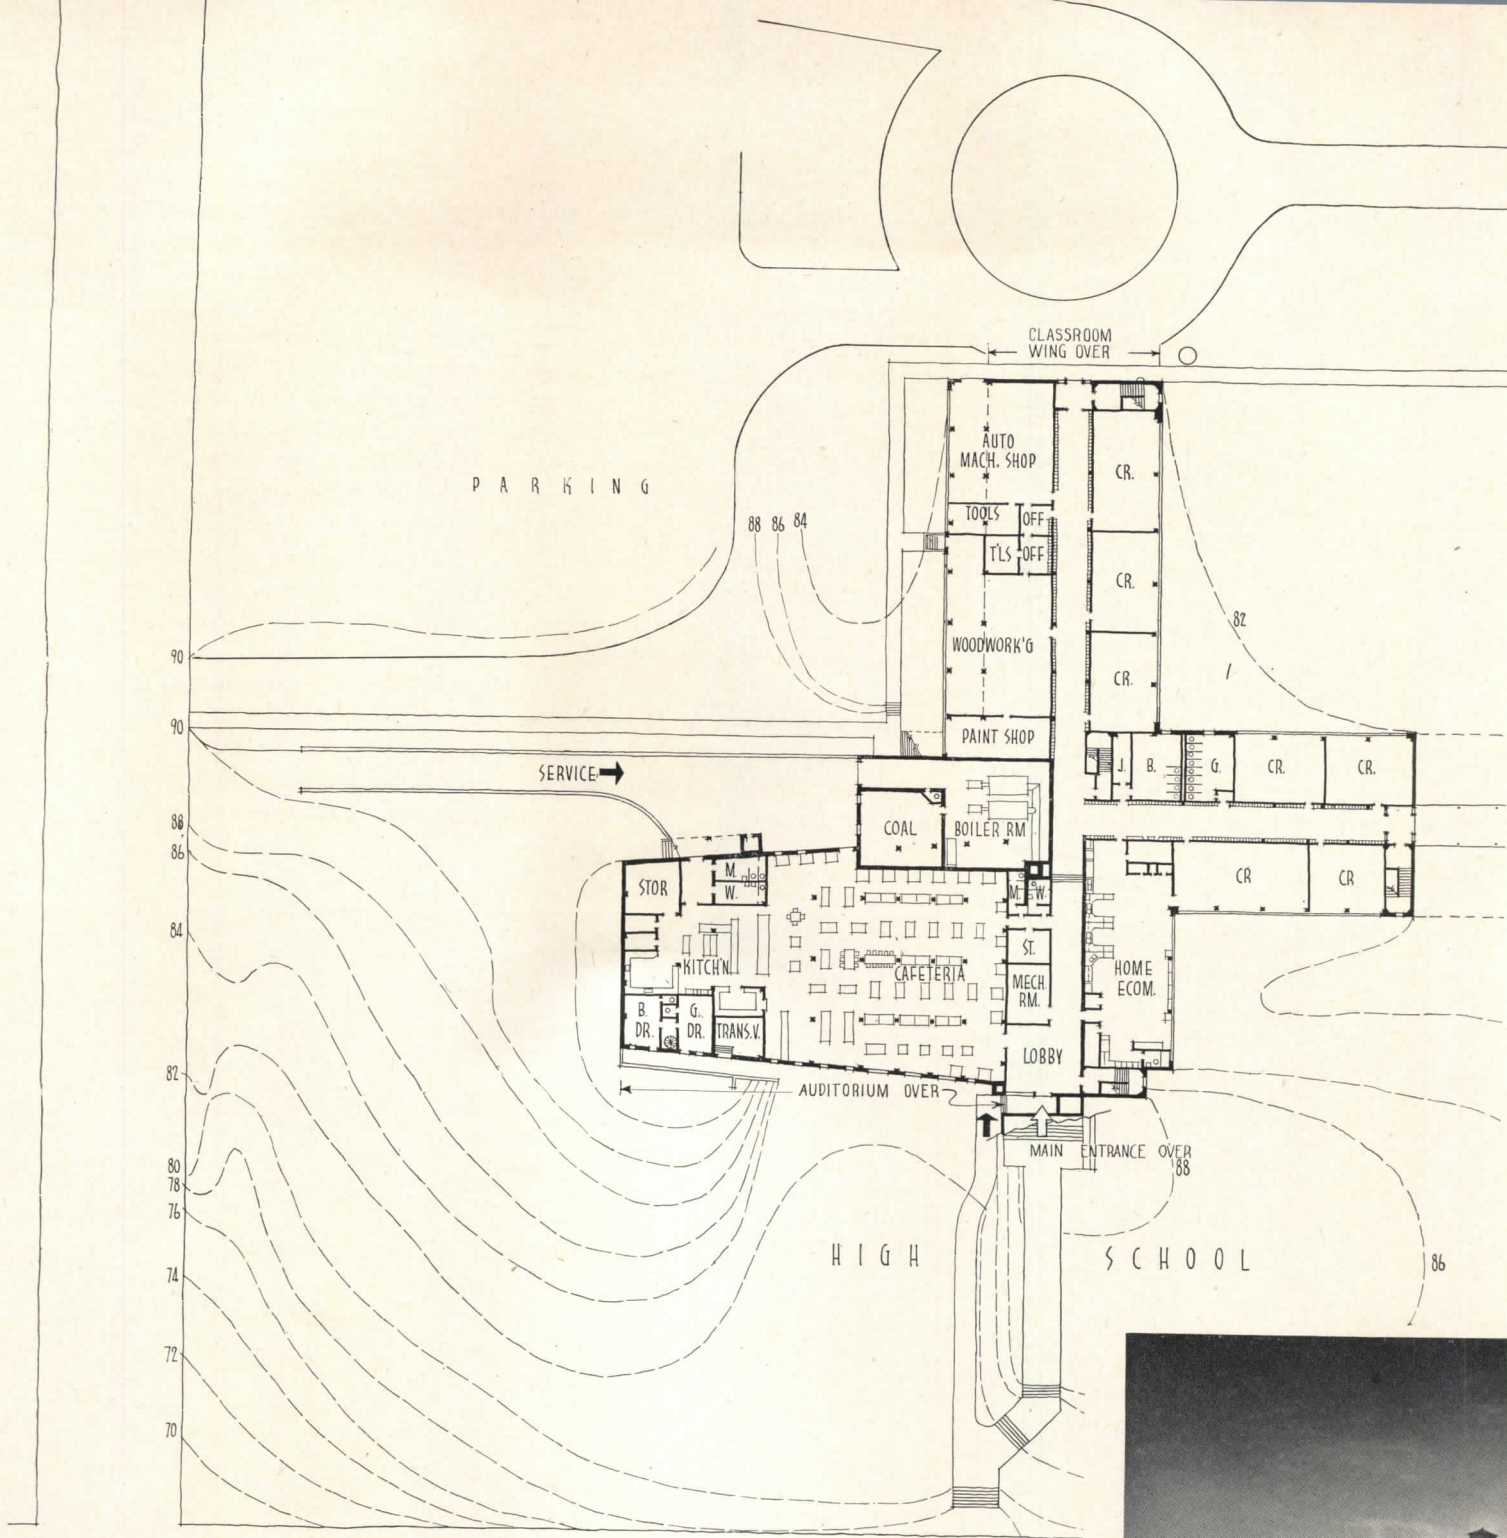 CLASSROOM
WING OVER
AUTO
MACH. SHOP
CR.
PARKING
TOOLS
OFF
88 86 84
T'LS
OFF
CR.
82
WOODWORK'G
90
CR.
90
PAINT SHOP
J.
B.
G.
CR.
CR.
SERVICE
88
COAL
BOILER RM
86
STOR
M.
W.
M.
W.
CR
CR
84
ST.
KITCH'N
CAFETERIA
HOME
ECOM.
MECH.
RM.
B.
DR.
G.
DR.
TRANS.V.
LOBBY
82
AUDITORIUM OVER
MAIN ENTRANCE OVER
80
88
78
76
HIGH SCHOOL
86
74
72
70